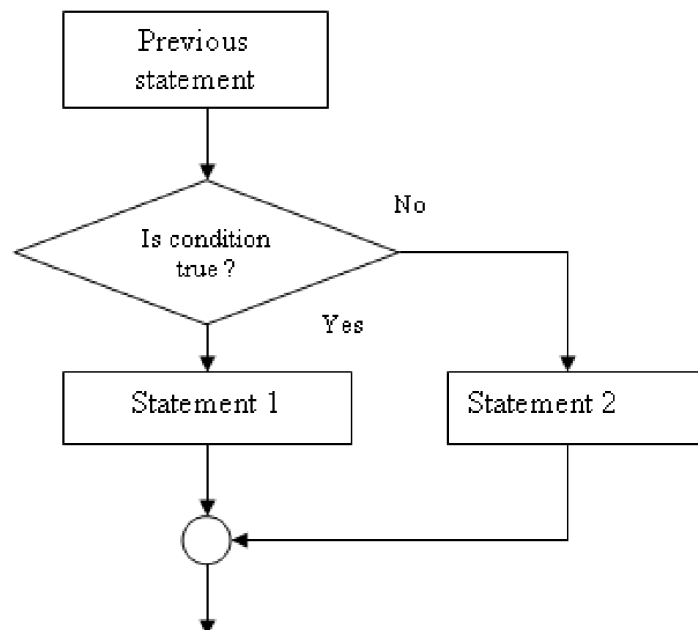 Previous
statement
No
Is condition
true ?
Yes
Statement 1
Statement 2